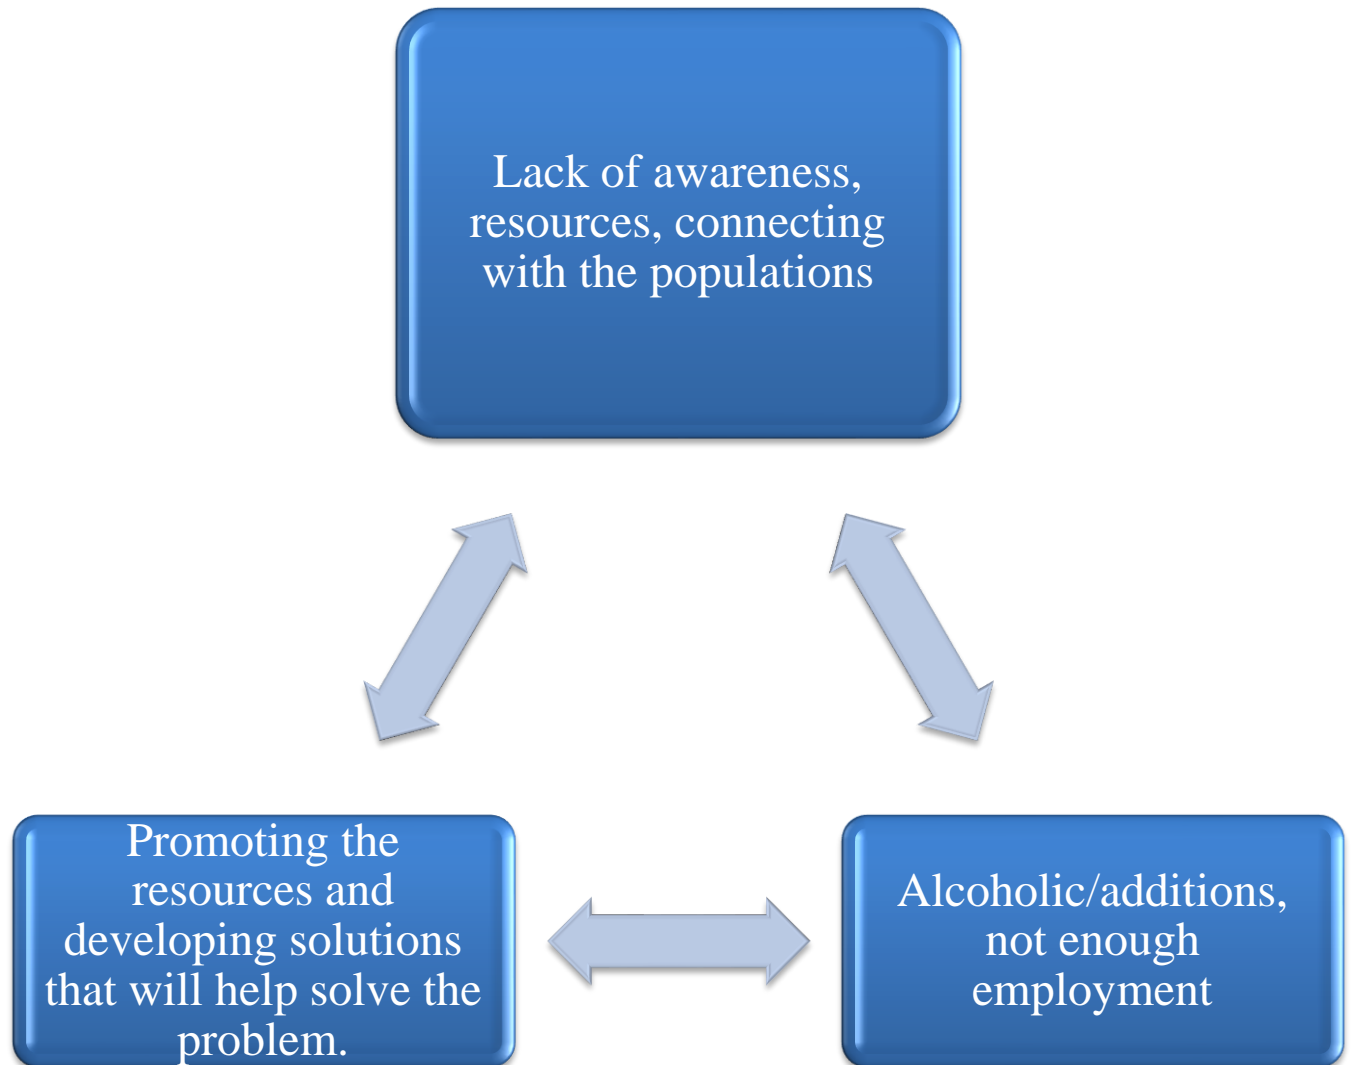 Lack of awareness,
resources, connecting
with the populations
Promoting the
resources and
developing solutions
that will help solve the
problem.
Alcoholic/additions,
not enough
employment